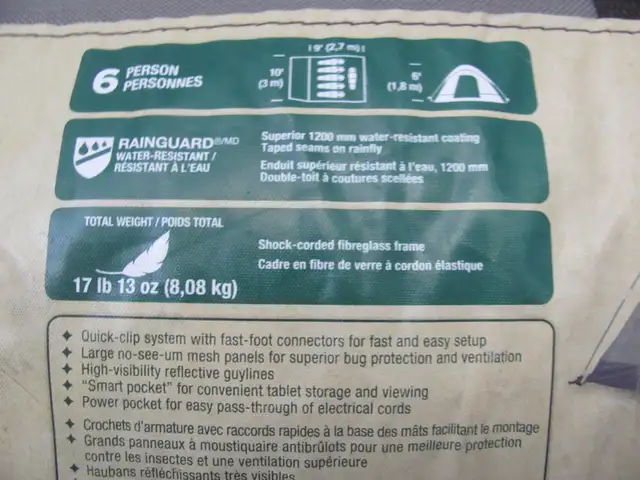 6 PERSON
PERSONNES
9' (2,7 m)
10'
(3 m)
6'
(1,8 m)
RAINGUARD®/MD
WATER-RESISTANT /
RÉSISTANT À L'EAU
Superior 1200 mm water-resistant coating
Taped seams on rainfly
Enduit supérieur résistant à l'eau, 1200 mm
Double-toit à coutures scellées
TOTAL WEIGHT / POIDS TOTAL
17 lb 13 oz (8,08 kg)
Shock-corded fibreglass frame
Cadre en fibre de verre à cordon élastique
✦ Quick-clip system with fast-foot connectors for fast and easy setup
✦ Large no-see-um mesh panels for superior bug protection and ventilation
✦ High-visibility reflective guylines
✦ "Smart pocket" for convenient tablet storage and viewing
✦ Power pocket for easy pass-through of electrical cords
✦ Crochets d'armature avec raccords rapides à la base des mâts facilitant le montage
✦ Grands panneaux à moustiquaire antibrûlots pour une meilleure protection
contre les insectes et une ventilation supérieure
✦ Haubans réfléchissants très visibles